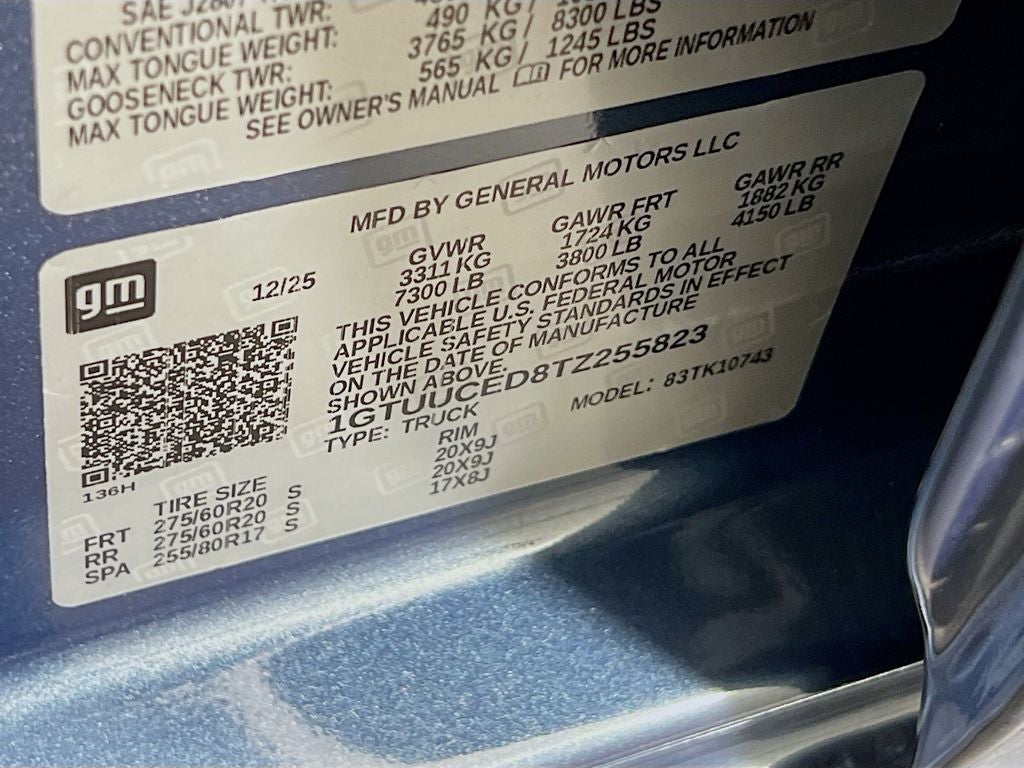 SAE J2807
CONVENTIONAL TWR:
MAX TONGUE WEIGHT: 490 KG/
GOOSENECK TWR: 3765 KG/ 8300 LBS
MAX TONGUE WEIGHT: 565 KG/ 1245 LBS
SEE OWNER'S MANUAL FOR MORE INFORMATION
MFD BY GENERAL MOTORS LLC
gm
12/25
GVWR GAWR FRT GAWR RR
3311 KG 1724 KG 1882 KG
7300 LB 3800 LB 4150 LB
THIS VEHICLE CONFORMS TO ALL
APPLICABLE U.S. FEDERAL MOTOR
VEHICLE SAFETY STANDARDS IN EFFECT
ON THE DATE OF MANUFACTURE
SHOWN ABOVE.
1GTUUCED8TZ255823
TYPE: TRUCK MODEL: 83TK10743
136H
TIRE SIZE RIM
FRT 275/60R20 S 20X9J
RR 275/60R20 S 20X9J
SPA 255/80R17 S 17X8J